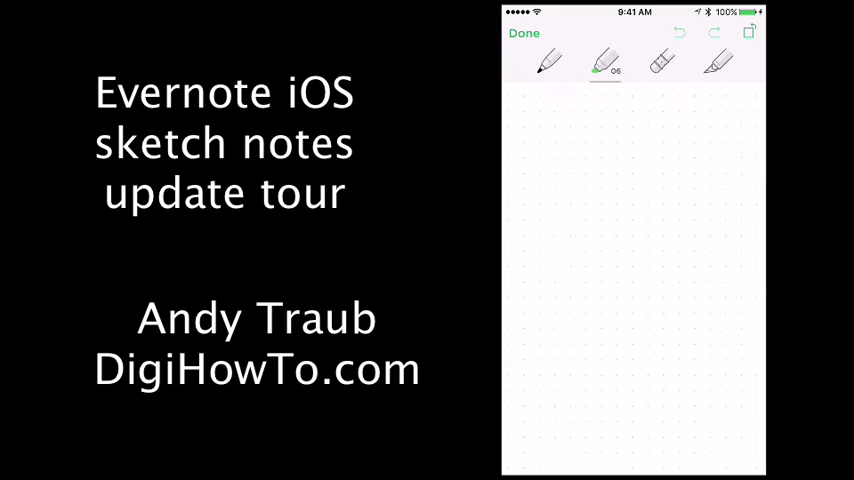 Evernote iOS
sketch notes
update tour
Andy Traub
DigiHowTo.com
9:41 AM
100%
Done
06